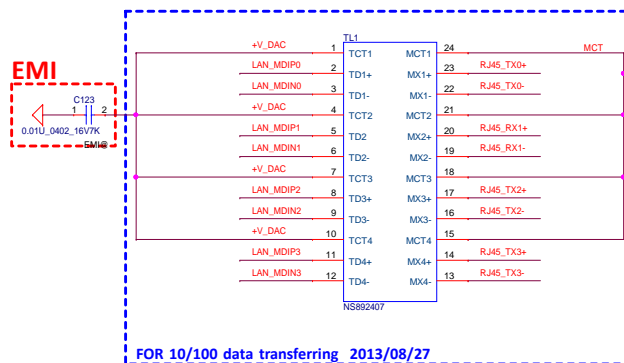 TL1
+V_DAC 1 TCT1 MCT1 24 MCT
LAN_MDIP0 2 TD1+ MX1+ 23 RJ45_TX0+
LAN_MDIN0 3 TD1- MX1- 22 RJ45_TX0-
+V_DAC 4 TCT2 MCT2 21
LAN_MDIP1 5 TD2 MX2+ 20 RJ45_RX1+
LAN_MDIN1 6 TD2- MX2- 19 RJ45_RX1-
+V_DAC 7 TCT3 MCT3 18
LAN_MDIP2 8 TD3+ MX3+ 17 RJ45_TX2+
LAN_MDIN2 9 TD3- MX3- 16 RJ45_TX2-
+V_DAC 10 TCT4 MCT4 15
LAN_MDIP3 11 TD4+ MX4+ 14 RJ45_TX3+
LAN_MDIN3 12 TD4- MX4- 13 RJ45_TX3-
NS892407
EMI
C123
1 2
0.01U_0402_16V7K
EMI@
FOR 10/100 data transferring 2013/08/27